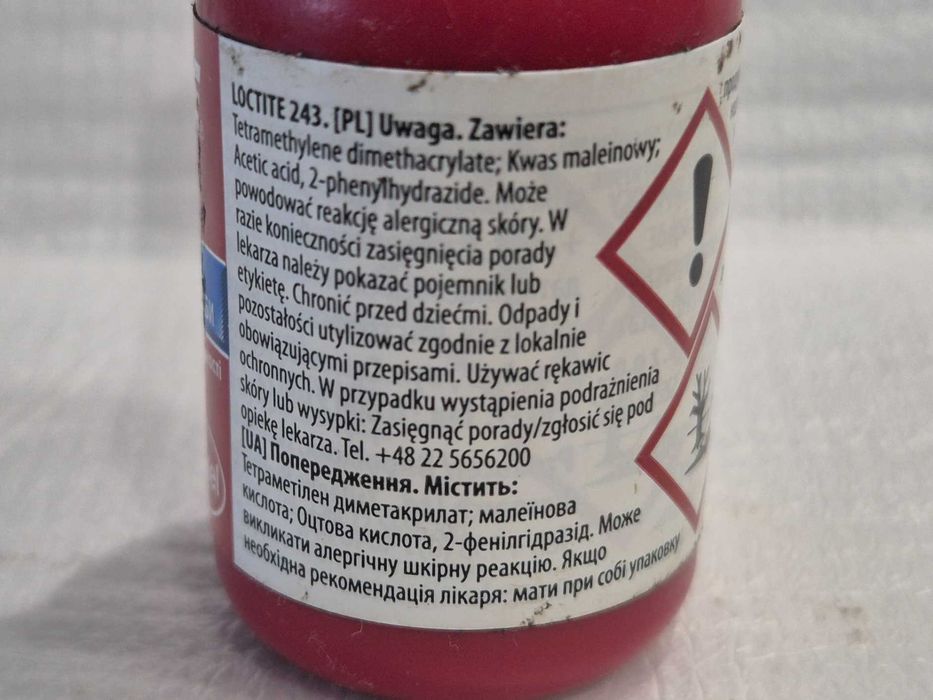 LOCTITE 243. [PL] Uwaga. Zawiera:
Tetramethylene dimethacrylate; Kwas maleinowy;
Acetic acid, 2-phenylhydrazide. Może
powodować reakcję alergiczną skóry. W
razie konieczności zasięgnięcia porady
lekarza należy pokazać pojemnik lub
etykietę. Chronić przed dziećmi. Odpady i
pozostałości utylizować zgodnie z lokalnie
obowiązującymi przepisami. Używać rękawic
ochronnych. W przypadku wystąpienia podrażnienia
skóry lub wysypki: Zasięgnąć porady/zgłosić się pod
opiekę lekarza. Tel. +48 22 5656200
[UA] Попередження. Містить:
Тетраметілен диметакрилат; малеїнова
кислота; Оцтова кислота, 2-фенілгідразід. Може
викликати алергічну шкірну реакцію. Якщо
необхідна рекомендація лікаря: мати при собі упаковку